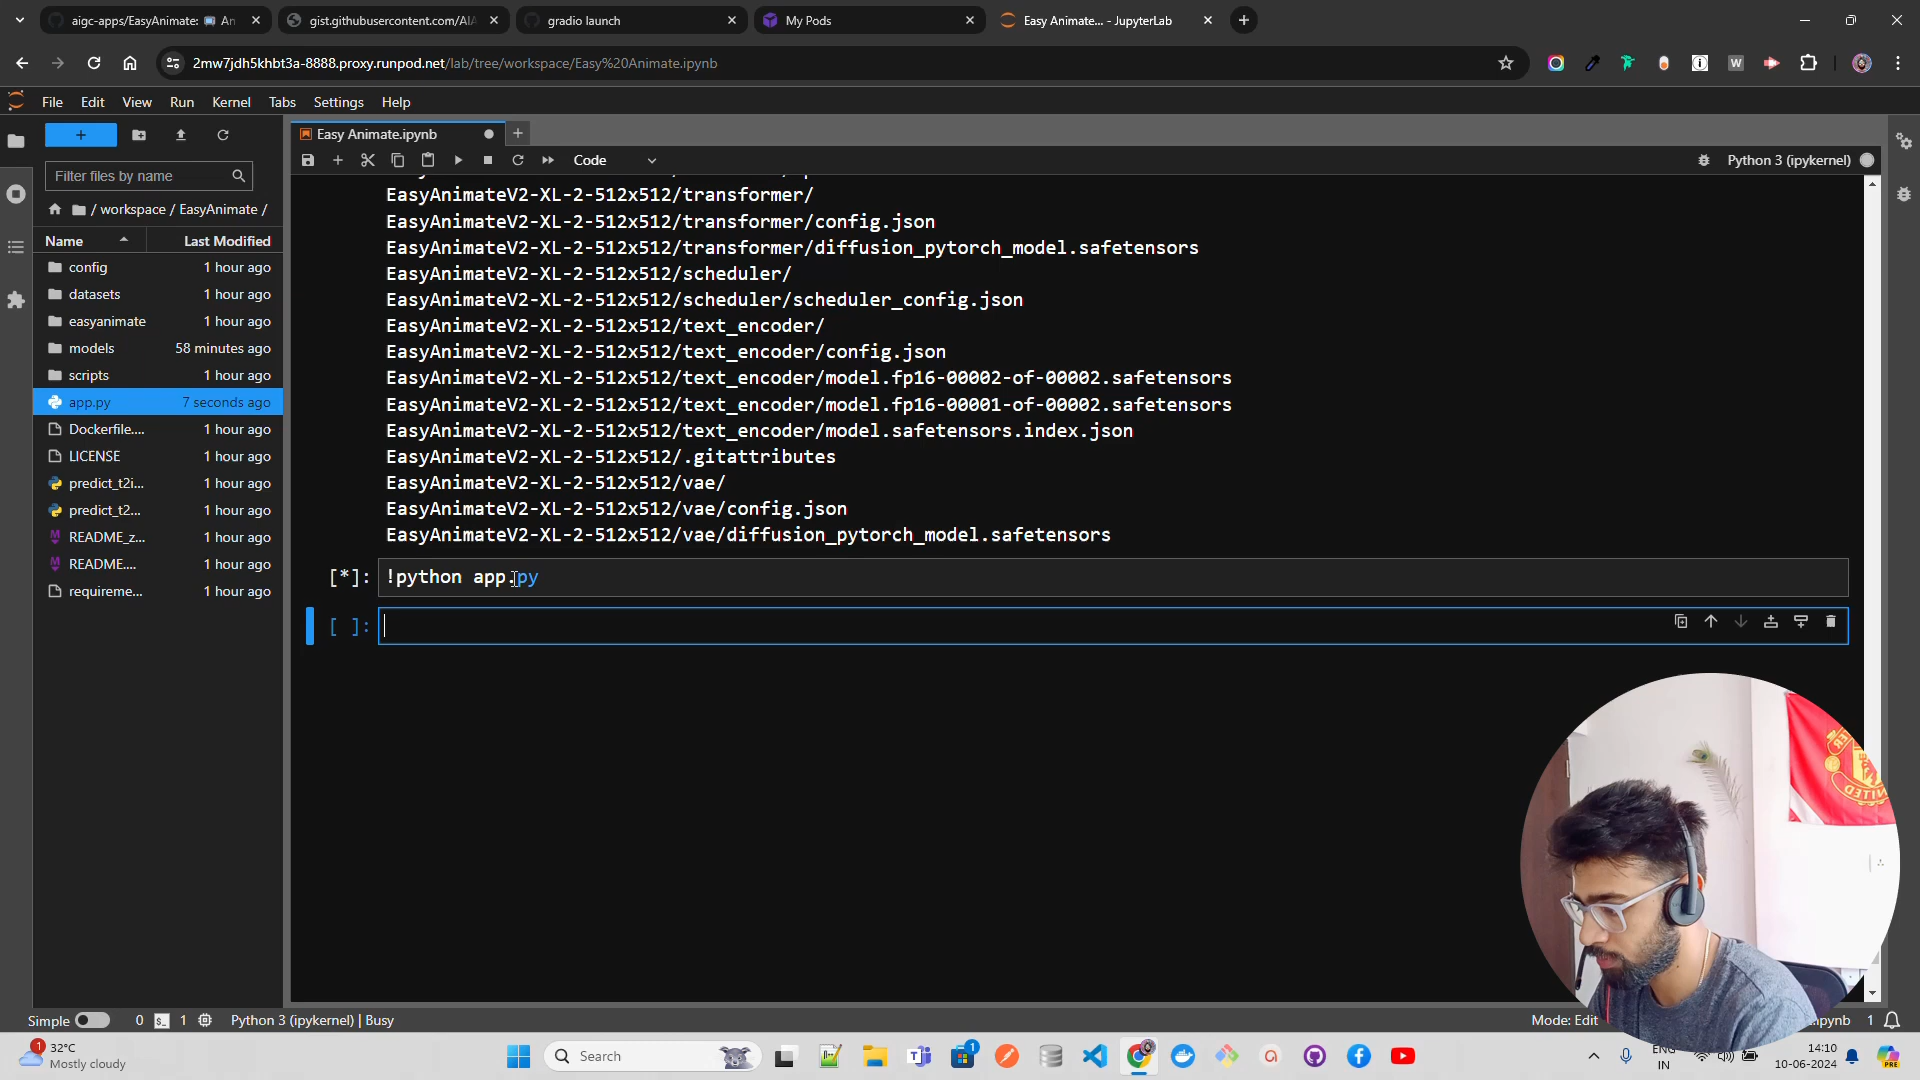 aigc-apps/EasyAnimate: An
gist.githubusercontent.com/AIA
gradio launch
My Pods
Easy Animate... - JupyterLab
2mw7jdh5khbt3a-8888.proxy.runpod.net/lab/tree/workspace/Easy%20Animate.ipynb
File Edit View Run Kernel Tabs Settings Help
+
Easy Animate.ipynb
Code
Python 3 (ipykernel)
Filter files by name
/ workspace / EasyAnimate /
Name Last Modified
config 1 hour ago
datasets 1 hour ago
easyanimate 1 hour ago
models 58 minutes ago
scripts 1 hour ago
app.py 7 seconds ago
Dockerfile.... 1 hour ago
LICENSE 1 hour ago
predict_t2i... 1 hour ago
predict_t2... 1 hour ago
README_z... 1 hour ago
README.... 1 hour ago
requireme... 1 hour ago
EasyAnimateV2-XL-2-512x512/transformer/
EasyAnimateV2-XL-2-512x512/transformer/config.json
EasyAnimateV2-XL-2-512x512/transformer/diffusion_pytorch_model.safetensors
EasyAnimateV2-XL-2-512x512/scheduler/
EasyAnimateV2-XL-2-512x512/scheduler/scheduler_config.json
EasyAnimateV2-XL-2-512x512/text_encoder/
EasyAnimateV2-XL-2-512x512/text_encoder/config.json
EasyAnimateV2-XL-2-512x512/text_encoder/model.fp16-00002-of-00002.safetensors
EasyAnimateV2-XL-2-512x512/text_encoder/model.fp16-00001-of-00002.safetensors
EasyAnimateV2-XL-2-512x512/text_encoder/model.safetensors.index.json
EasyAnimateV2-XL-2-512x512/.gitattributes
EasyAnimateV2-XL-2-512x512/vae/
EasyAnimateV2-XL-2-512x512/vae/config.json
EasyAnimateV2-XL-2-512x512/vae/diffusion_pytorch_model.safetensors
[*]: !python app.py
[ ]:
UNITED
Simple 0 1 Python 3 (ipykernel) | Busy
Mode: Edit
.ipynb 1
1
32°C
Mostly cloudy
Search
1
ENG
IN
14:10
10-06-2024
PRE